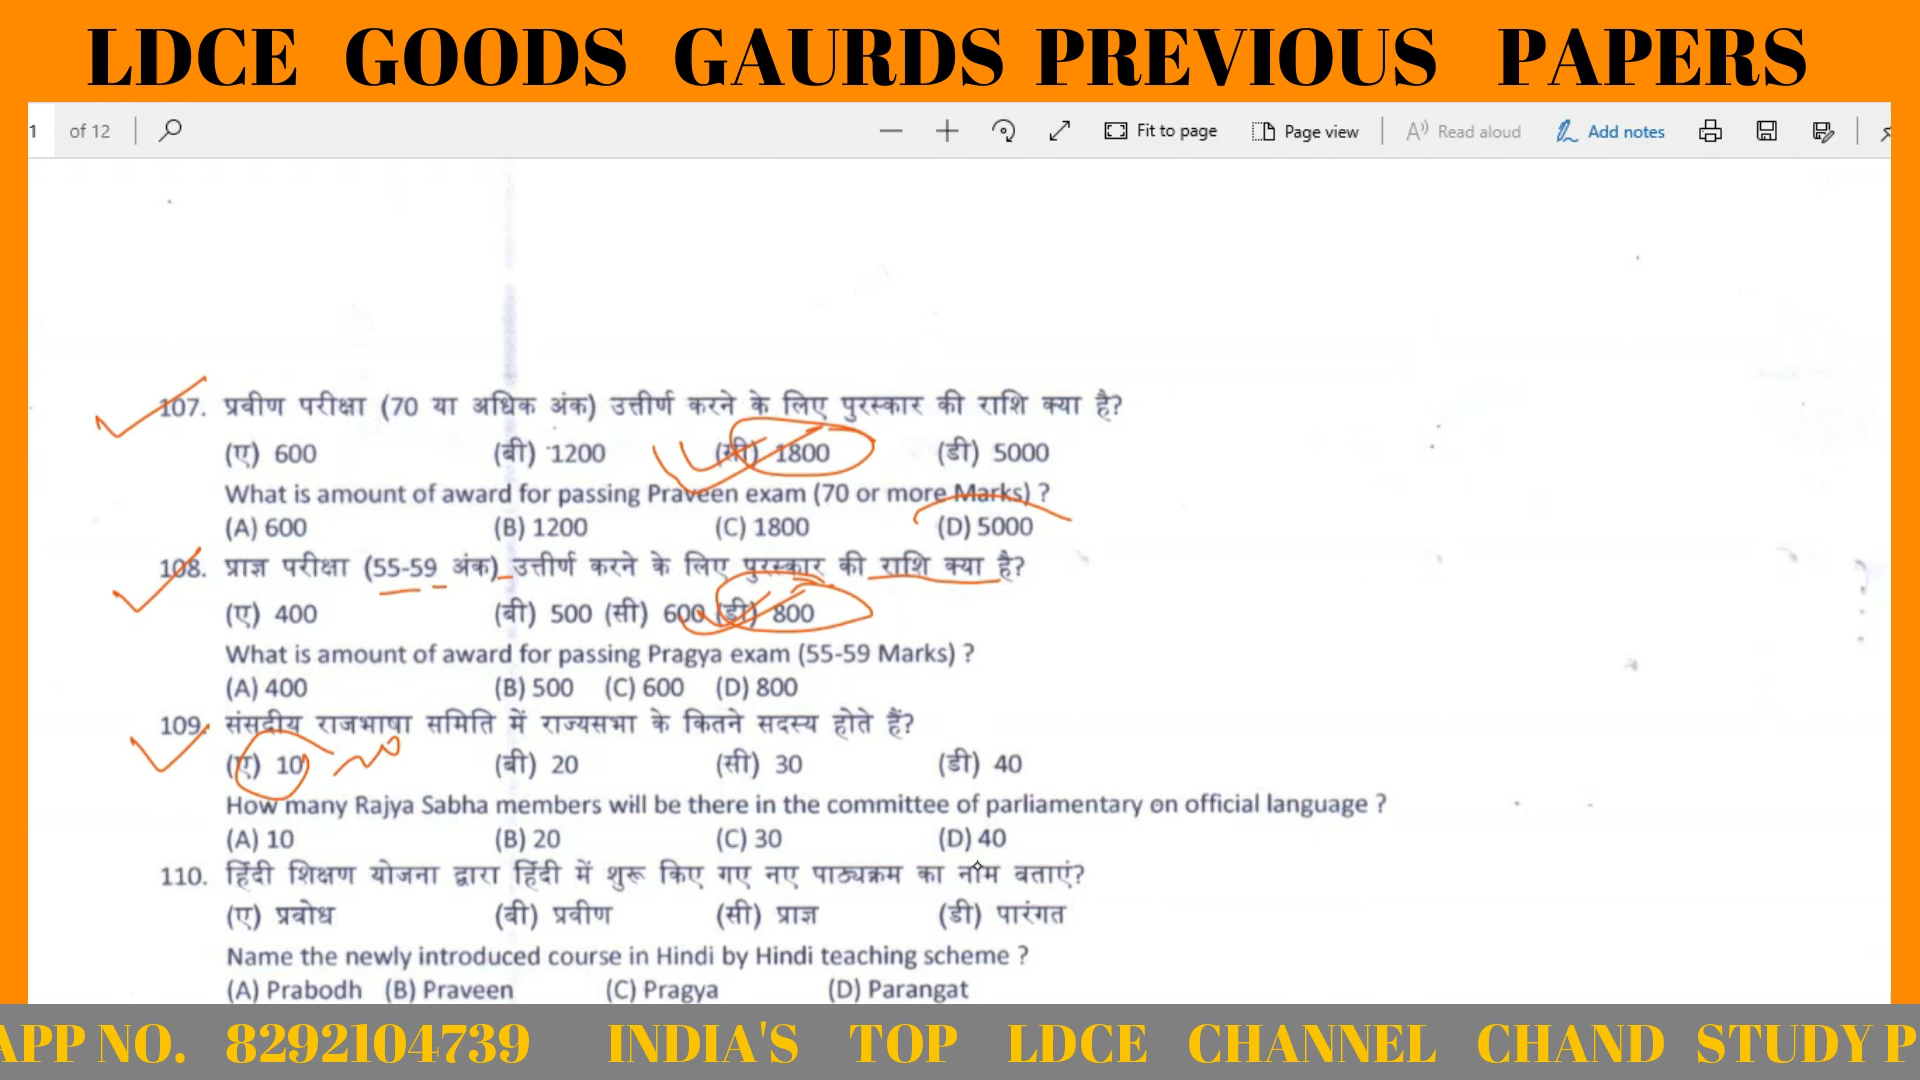 LDCE GOODS GAURDS PREVIOUS PAPERS
1 of 12 Fit to page Page view Read aloud Add notes
107. प्रवीण परीक्षा (70 या अधिक अंक) उत्तीर्ण करने के लिए पुरस्कार की राशि क्या है?
(ए) 600 (बी) 1200 (सी) 1800 (डी) 5000
What is amount of award for passing Praveen exam (70 or more Marks) ?
(A) 600 (B) 1200 (C) 1800 (D) 5000
108. प्राज्ञ परीक्षा (55-59 अंक) उत्तीर्ण करने के लिए पुरस्कार की राशि क्या है?
(ए) 400 (बी) 500 (सी) 600 (डी) 800
What is amount of award for passing Pragya exam (55-59 Marks) ?
(A) 400 (B) 500 (C) 600 (D) 800
109. संसदीय राजभाषा समिति में राज्यसभा के कितने सदस्य होते हैं?
(ए) 10 (बी) 20 (सी) 30 (डी) 40
How many Rajya Sabha members will be there in the committee of parliamentary on official language ?
(A) 10 (B) 20 (C) 30 (D) 40
110. हिंदी शिक्षण योजना द्वारा हिंदी में शुरू किए गए नए पाठ्यक्रम का नाम बताएं?
(ए) प्रबोध (बी) प्रवीण (सी) प्राज्ञ (डी) पारंगत
Name the newly introduced course in Hindi by Hindi teaching scheme ?
(A) Prabodh (B) Praveen (C) Pragya (D) Parangat
APP NO. 8292104739 INDIA'S TOP LDCE CHANNEL CHAND STUDY P